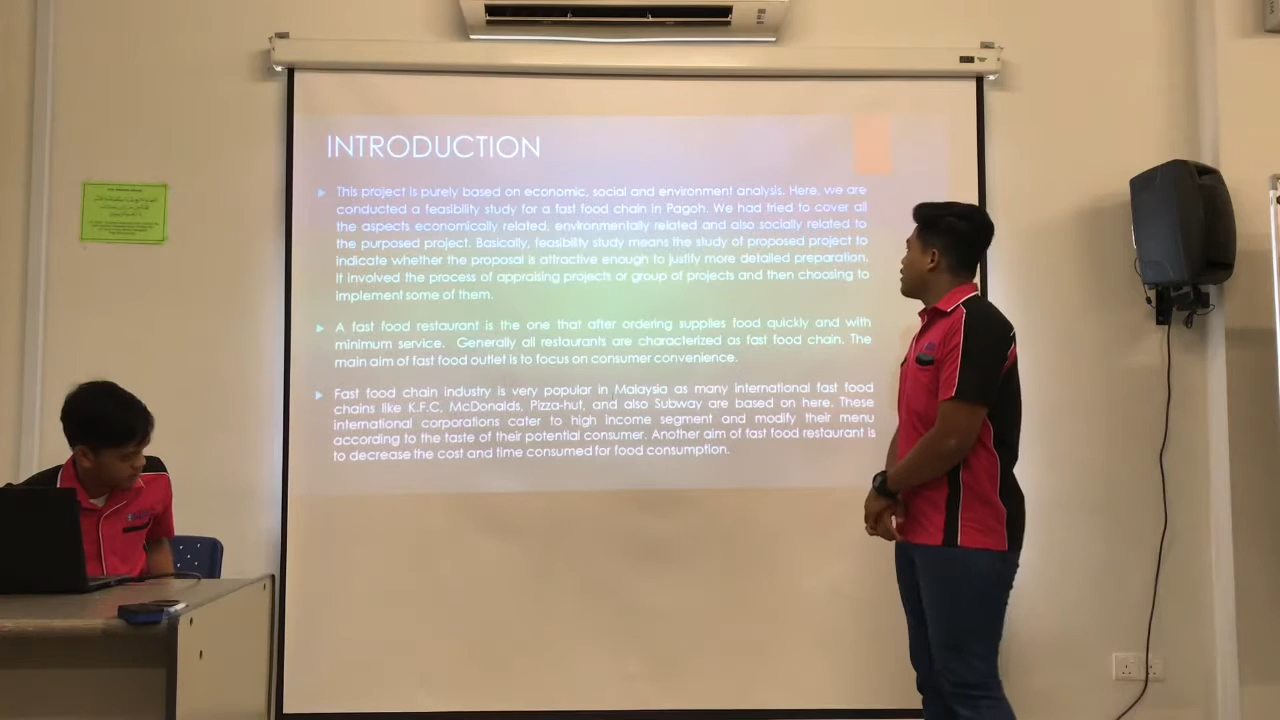 INTRODUCTION
This project is purely based on economic, social and environment analysis. Here, we are
conducted a feasibility study for a fast food chain in Pagoh. We had tried to cover all
the aspects economically related, environmentally related and also socially related to
the purposed project. Basically, feasibility study means the study of proposed project to
indicate whether the proposal is attractive enough to justify more detailed preparation.
It involved the process of appraising projects or group of projects and then choosing to
implement some of them.
A fast food restaurant is the one that after ordering supplies food quickly and with
minimum service. Generally all restaurants are characterized as fast food chain. The
main aim of fast food outlet is to focus on consumer convenience.
Fast food chain industry is very popular in Malaysia as many international fast food
chains like K.F.C, McDonalds, Pizza-hut, and also Subway are based on here. These
international corporations cater to high income segment and modify their menu
according to the taste of their potential consumer. Another aim of fast food restaurant is
to decrease the cost and time consumed for food consumption.